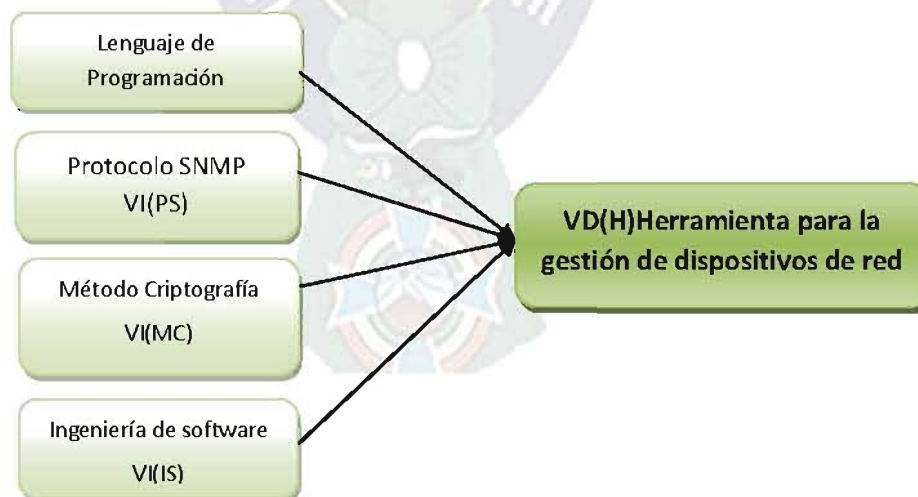 Lenguaje de
Programación
Protocolo SNMP
VI(PS)
Método Criptografía
VI(MC)
Ingeniería de software
VI(IS)
VD(H)Herramienta para la
gestión de dispositivos de red